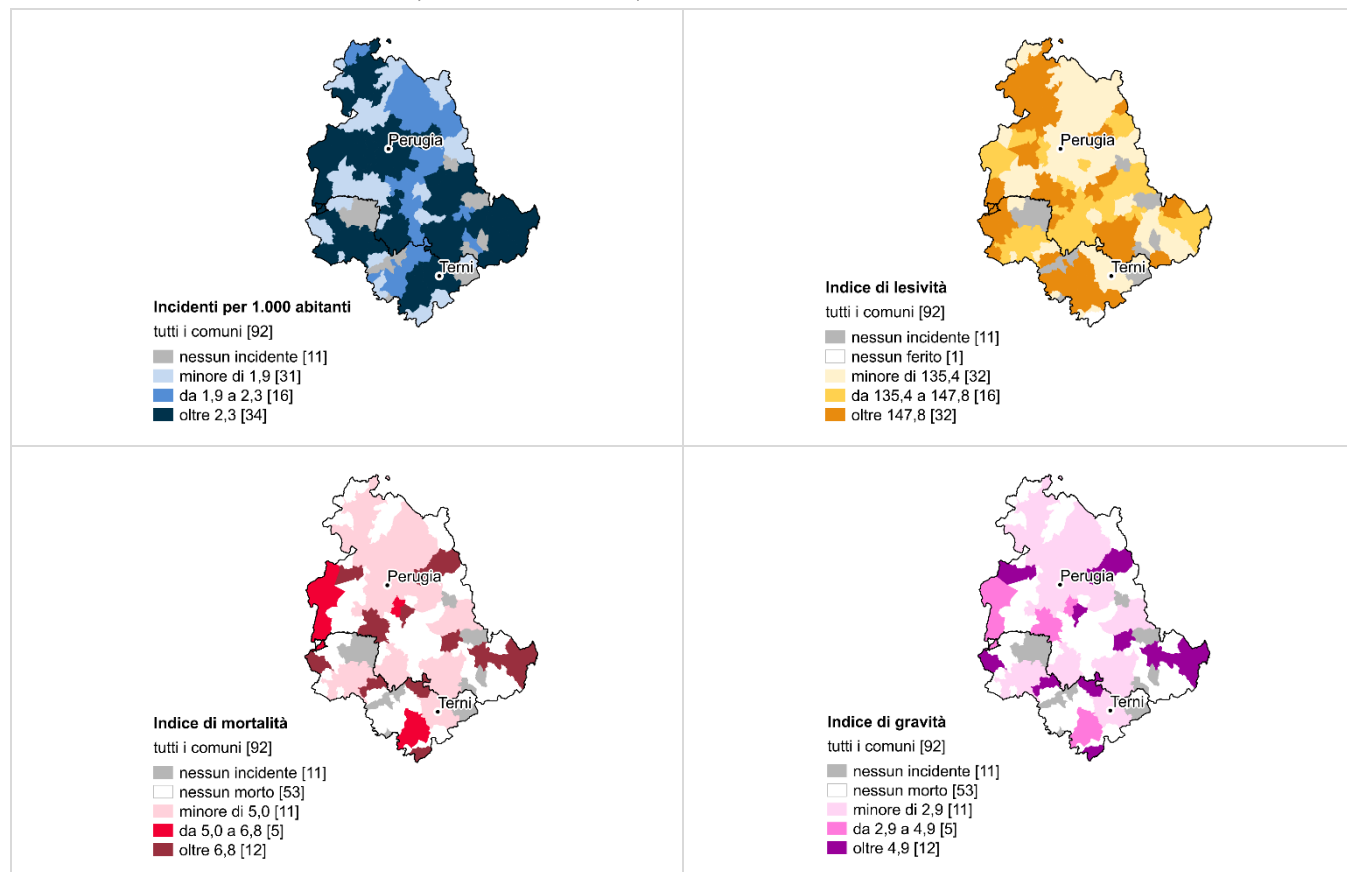 Perugia
Terni
Incidenti per 1.000 abitanti
tutti i comuni [92]
nessun incidente [11]
minore di 1,9 [31]
da 1,9 a 2,3 [16]
oltre 2,3 [34]
Perugia
Terni
Indice di lesività
tutti i comuni [92]
nessun incidente [11]
nessun ferito [1]
minore di 135,4 [32]
da 135,4 a 147,8 [16]
oltre 147,8 [32]
Perugia
Terni
Indice di mortalità
tutti i comuni [92]
nessun incidente [11]
nessun morto [53]
minore di 5,0 [11]
da 5,0 a 6,8 [5]
oltre 6,8 [12]
Perugia
Terni
Indice di gravità
tutti i comuni [92]
nessun incidente [11]
nessun morto [53]
minore di 2,9 [11]
da 2,9 a 4,9 [5]
oltre 4,9 [12]